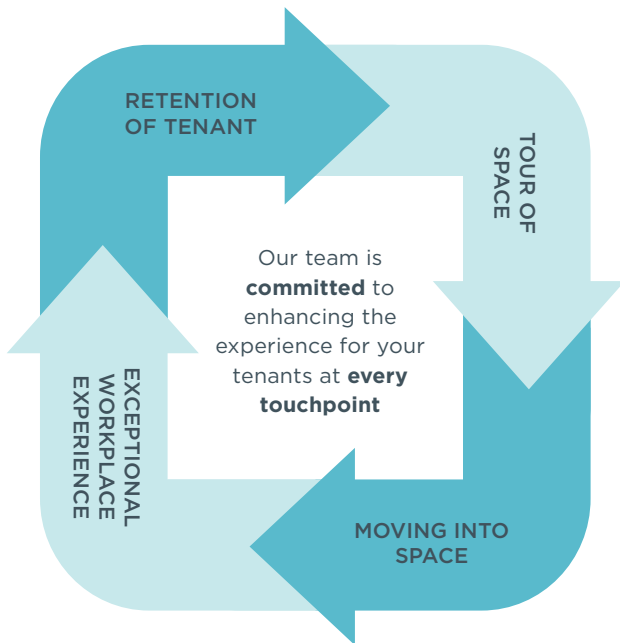 RETENTION
OF TENANT
TOUR OF
SPACE
Our team is
committed to
enhancing the
experience for your
tenants at every
touchpoint
EXCEPTIONAL
WORKPLACE
EXPERIENCE
MOVING INTO
SPACE